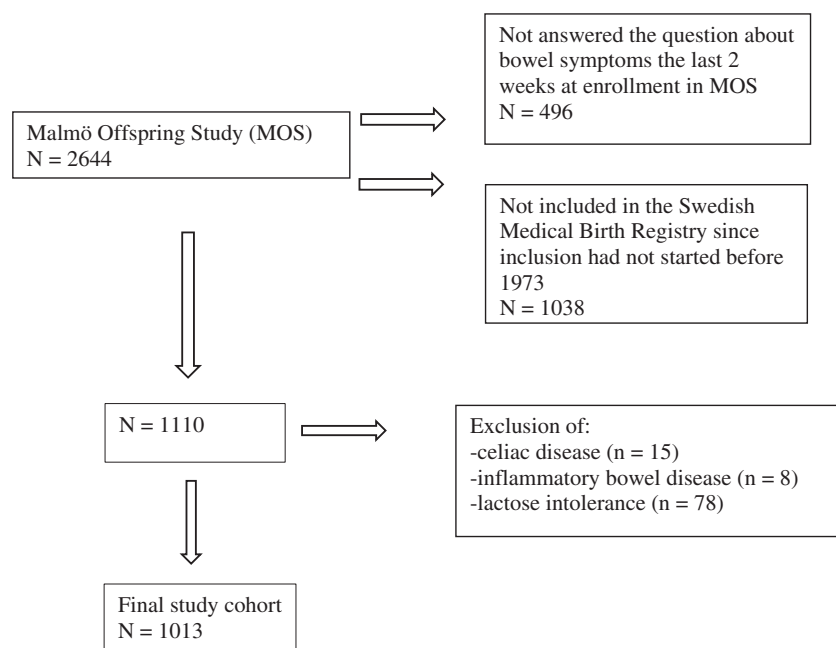 Not answered the question about
bowel symptoms the last 2
weeks at enrollment in MOS
N = 496
Malmö Offspring Study (MOS)
N = 2644
Not included in the Swedish
Medical Birth Registry since
inclusion had not started before
1973
N = 1038
N = 1110
Exclusion of:
-celiac disease (n = 15)
-inflammatory bowel disease (n = 8)
-lactose intolerance (n = 78)
Final study cohort
N = 1013